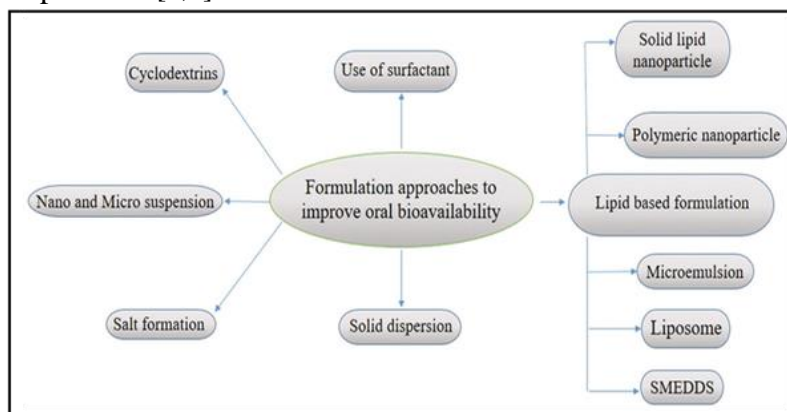 Cyclodextrins
Use of surfactant
Solid lipid
nanoparticle
Polymeric nanoparticle
Nano and Micro suspension
Formulation approaches to
improve oral bioavailability
Lipid based formulation
Microemulsion
Salt formation
Solid dispersion
Liposome
SMEDDS